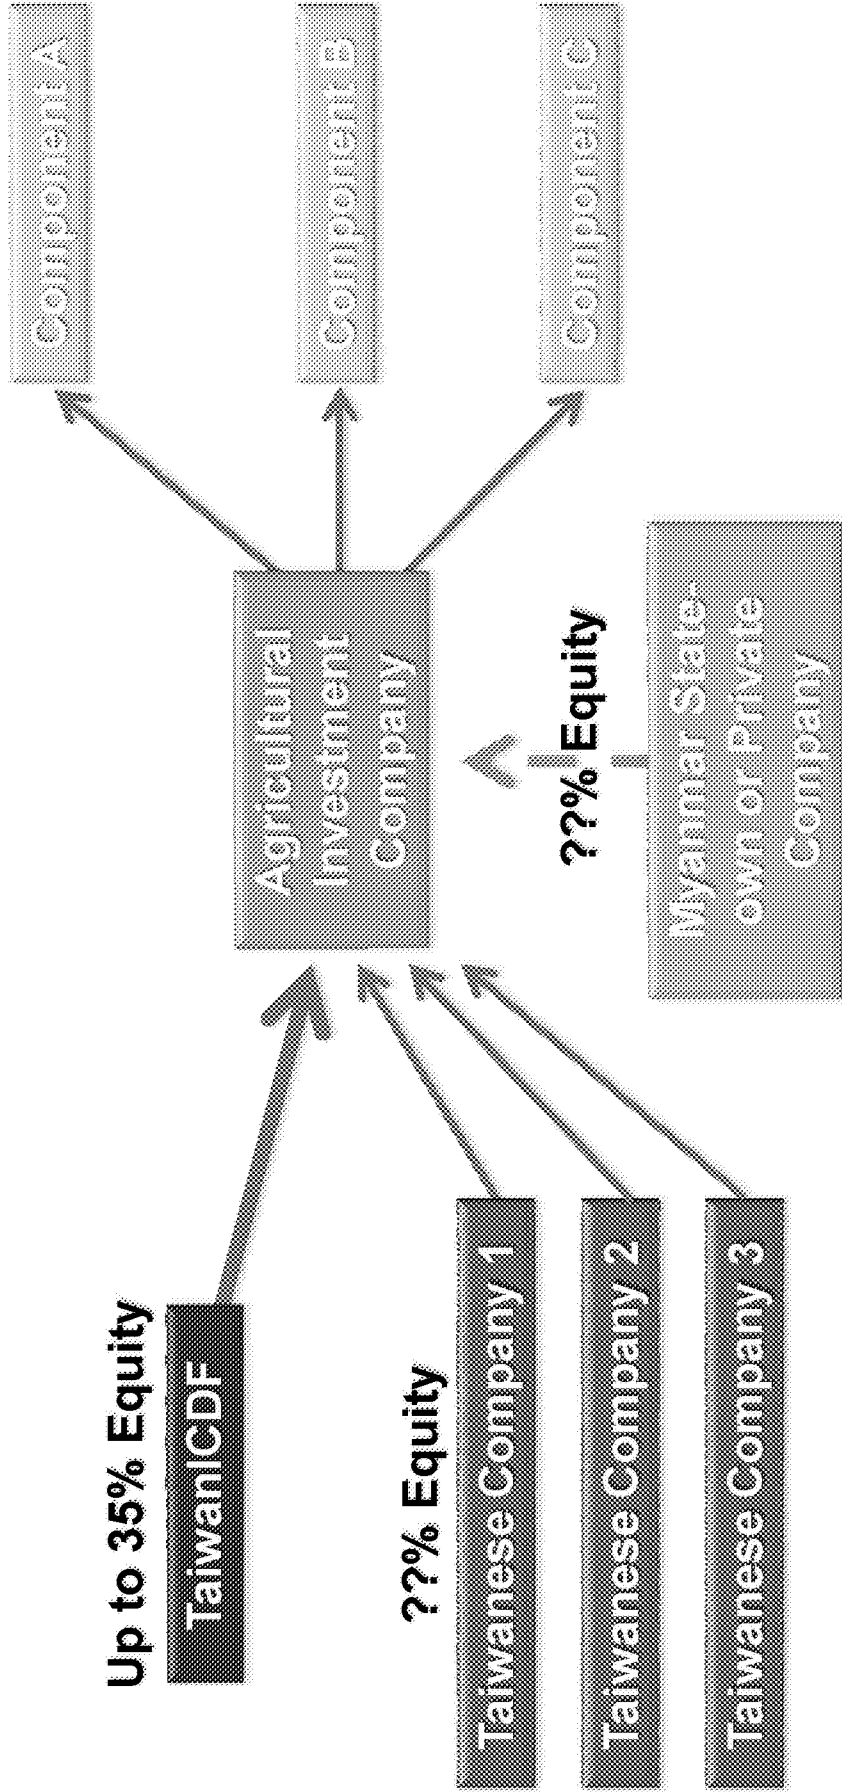 Up to 35% Equity
TaiwanICDF
??% Equity
Taiwanese Company 1
Taiwanese Company 2
Taiwanese Company 3
Agricultural
Investment
Company
??% Equity
Myanmar State-
own or Private
Company
Component A
Component B
Component C